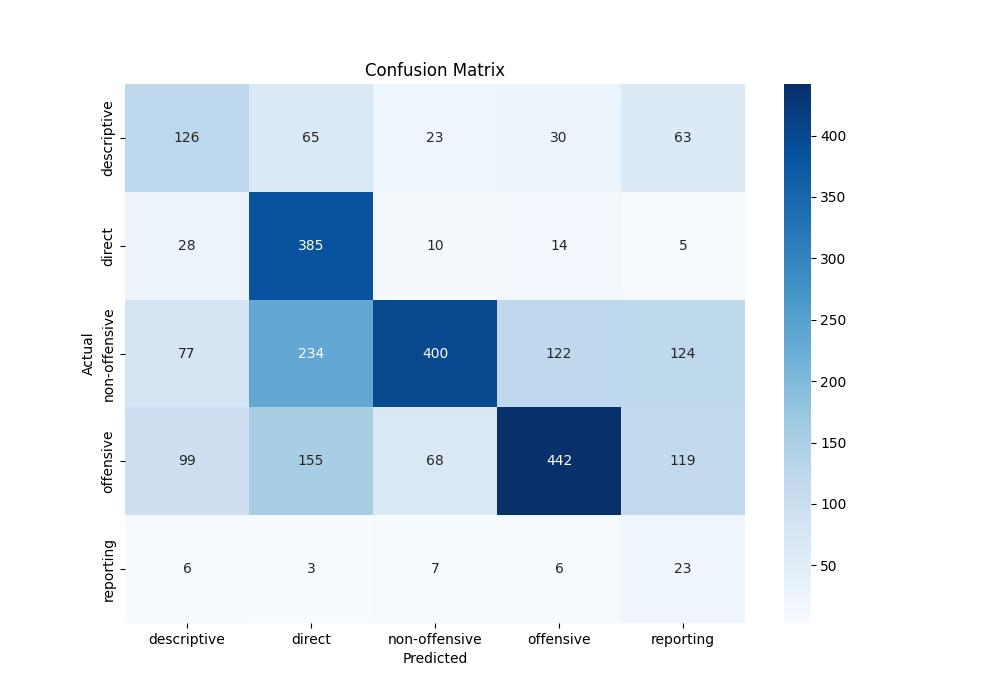 Confusion Matrix
Actual
descriptive 126 65 23 30 63
direct 28 385 10 14 5
non-offensive 77 234 400 122 124
offensive 99 155 68 442 119
reporting 6 3 7 6 23
descriptive direct non-offensive offensive reporting
Predicted
400
350
300
250
200
150
100
50